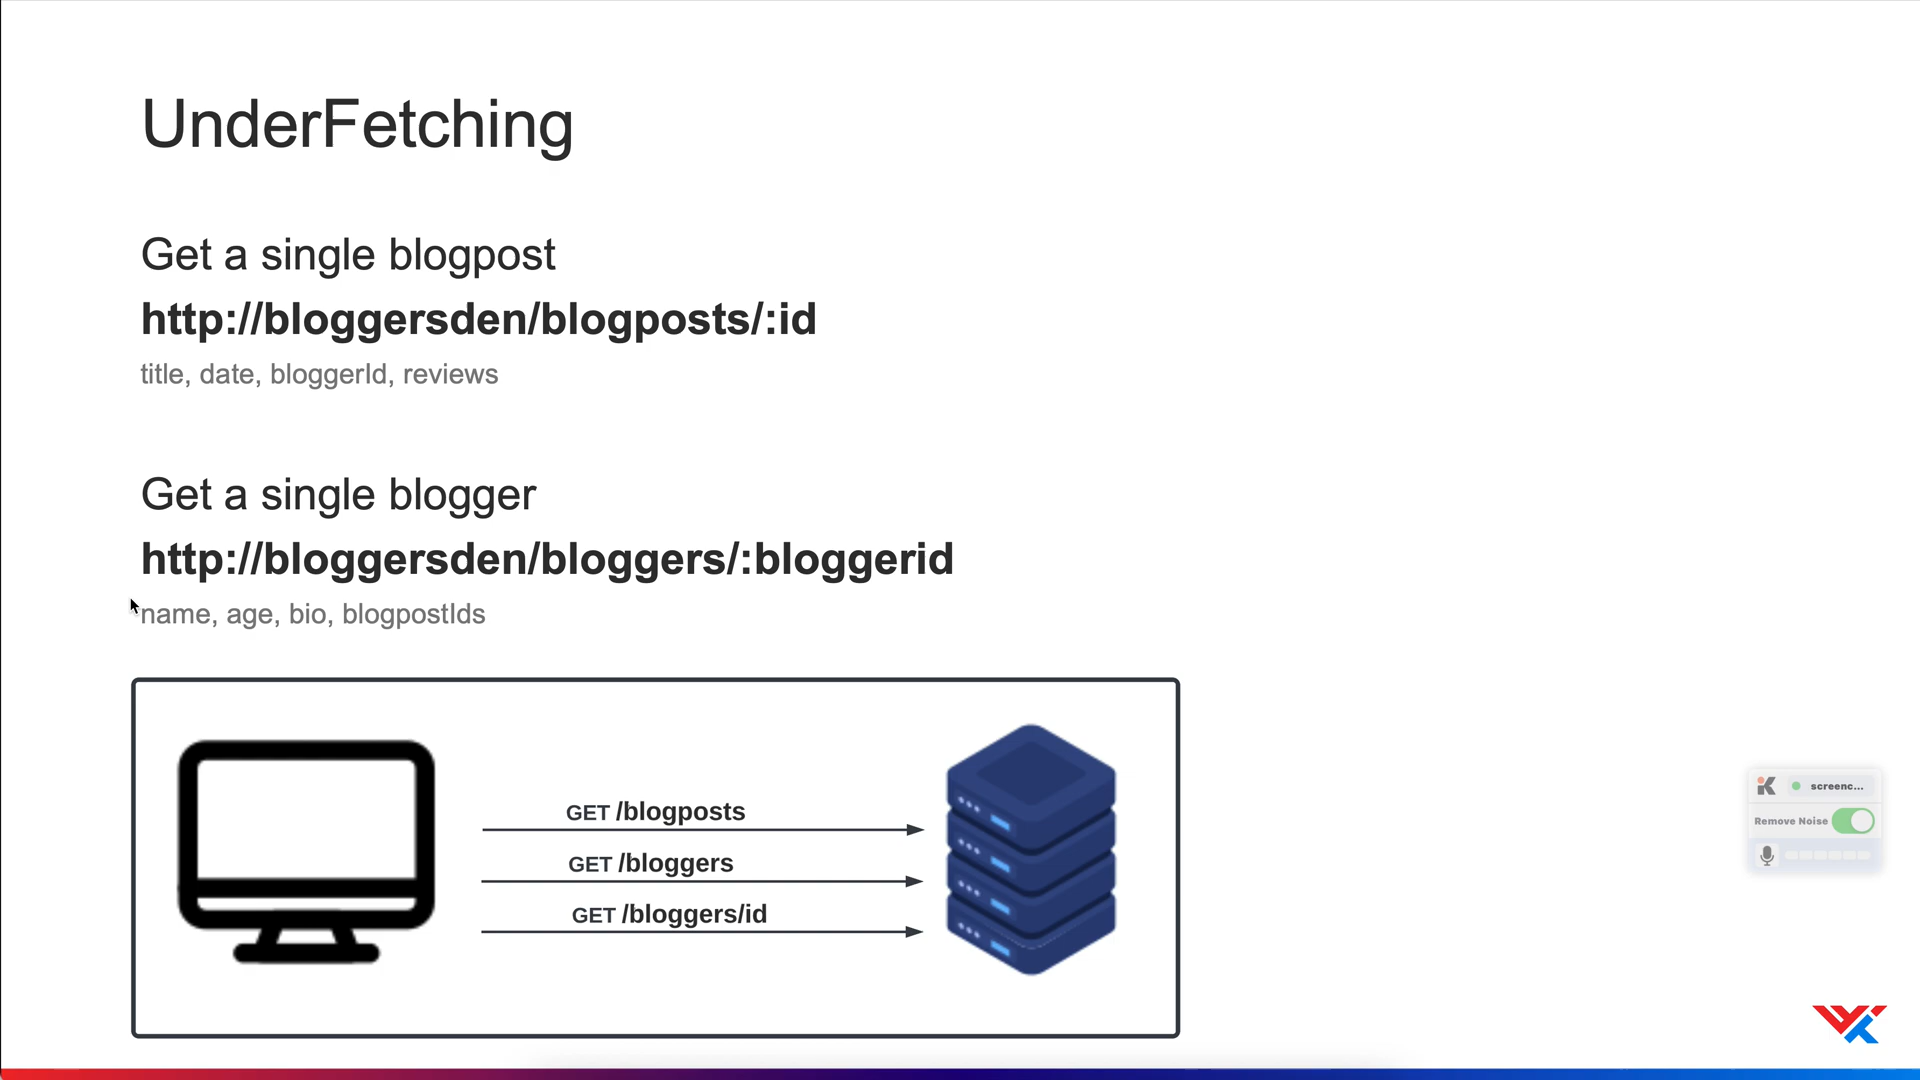 UnderFetching
Get a single blogpost
http://bloggersden/blogposts/:id
title, date, bloggerId, reviews
Get a single blogger
http://bloggersden/bloggers/:bloggerid
name, age, bio, blogpostIds
GET /blogposts
GET /bloggers
GET /bloggers/id
screenc...
Remove Noise